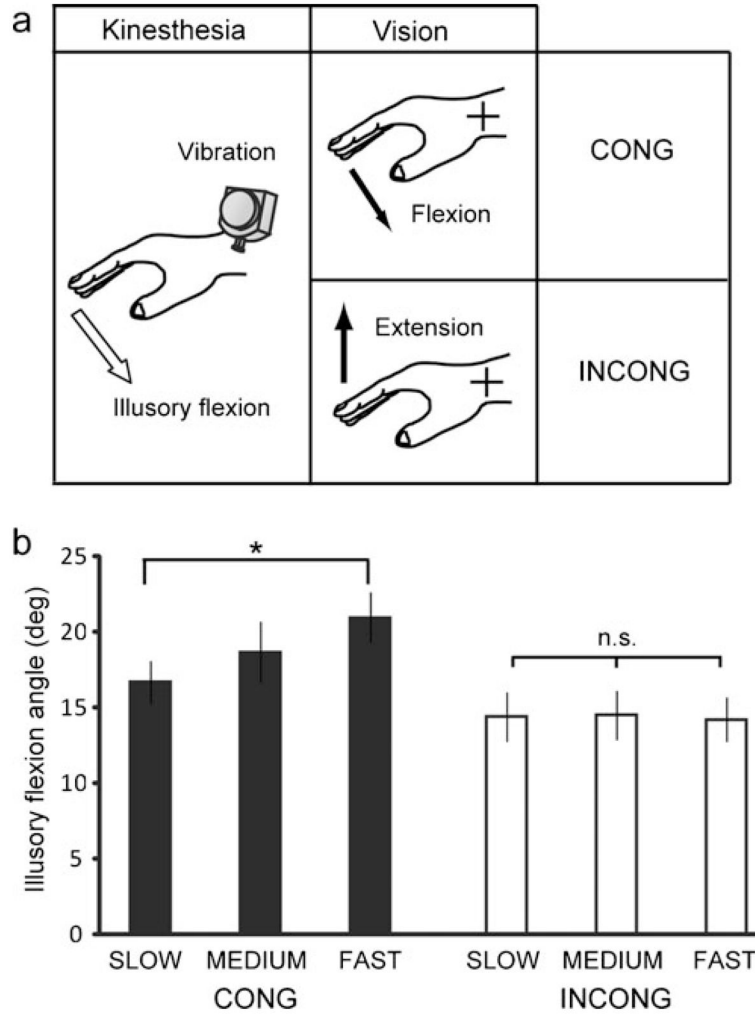 a
Kinesthesia
Vision
Vibration
Illusory flexion
Flexion
CONG
Extension
INCONG
b
Illusory flexion angle (deg)
25
20
15
10
5
0
*
n.s.
SLOW MEDIUM FAST SLOW MEDIUM FAST
CONG INCONG